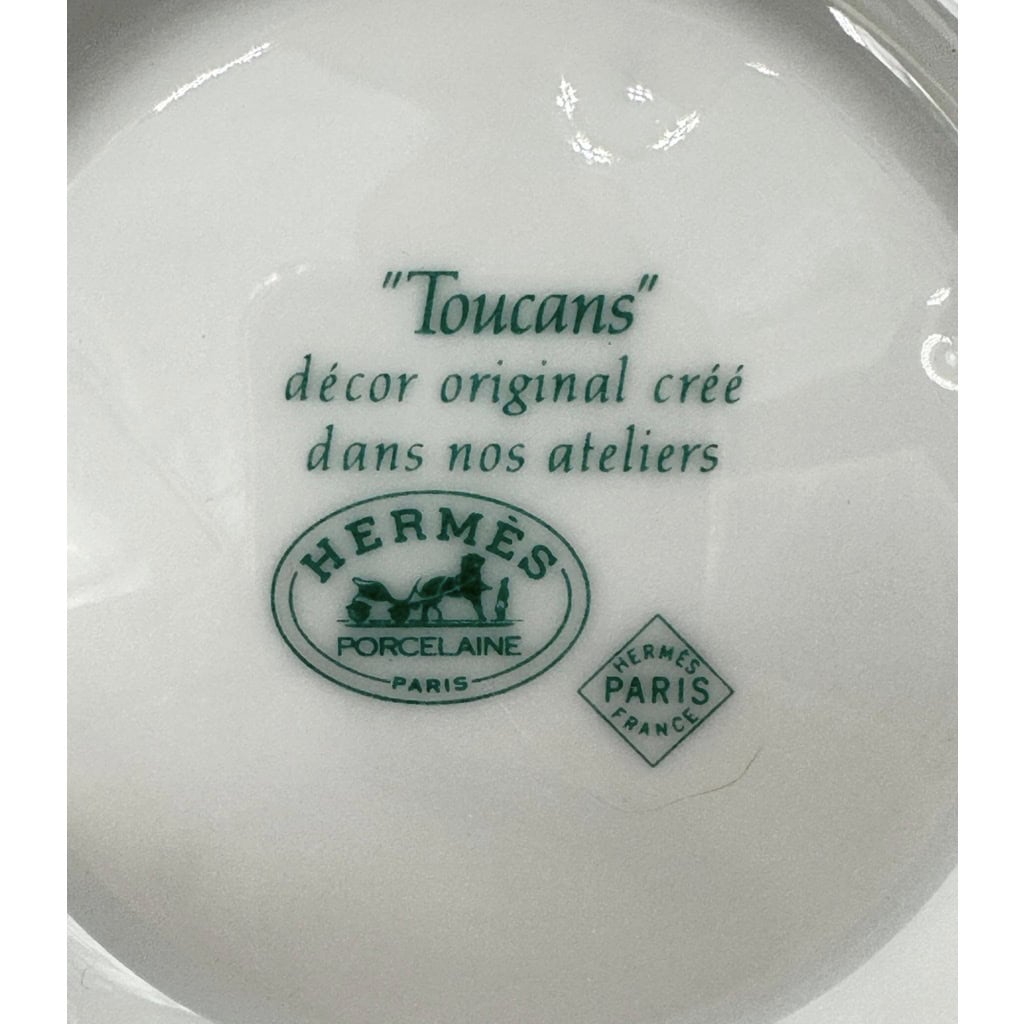 "Toucans"
décor original créé
dans nos ateliers
HERMÈS
PORCELAINE
PARIS
HERMÈS
PARIS
FRANCE